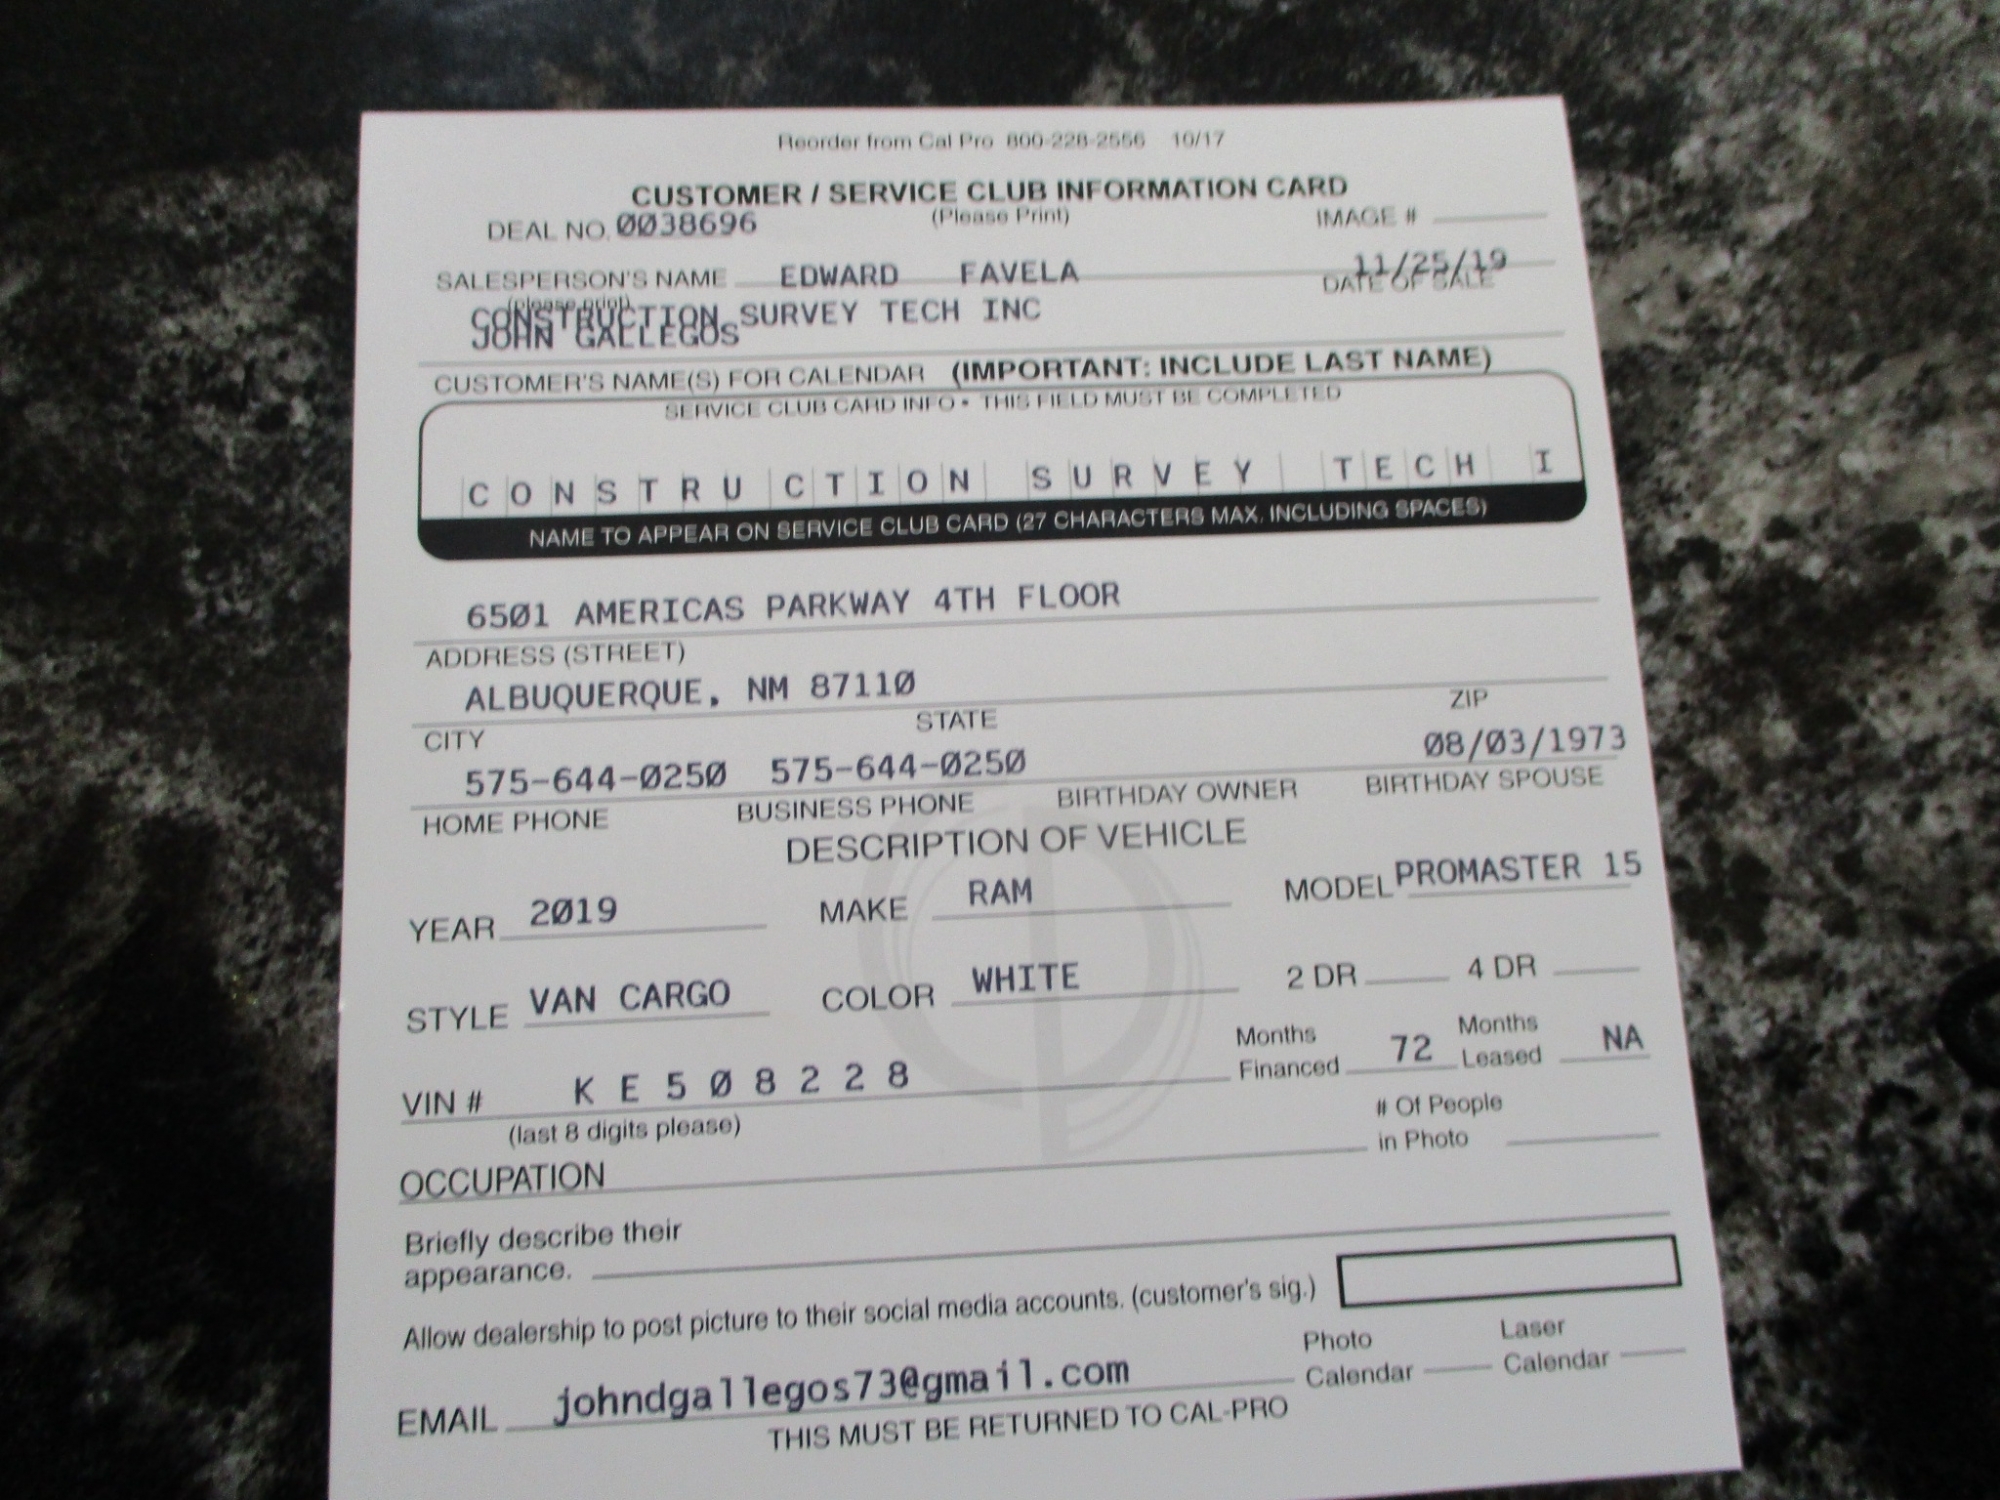 Reorder from Cal Pro 800-228-2556 10/17
CUSTOMER / SERVICE CLUB INFORMATION CARD
DEAL NO. 0038696 (Please Print) IMAGE #
SALESPERSON'S NAME EDWARD FAVELA 11/25/19
(please print) DATE OF SALE
CONSTRUCTION SURVEY TECH INC
JOHN GALLEGOS
CUSTOMER'S NAME(S) FOR CALENDAR (IMPORTANT: INCLUDE LAST NAME)
SERVICE CLUB CARD INFO • THIS FIELD MUST BE COMPLETED
CONSTRUCTION SURVEY TECH I
NAME TO APPEAR ON SERVICE CLUB CARD (27 CHARACTERS MAX. INCLUDING SPACES)
6501 AMERICAS PARKWAY 4TH FLOOR
ADDRESS (STREET)
ALBUQUERQUE, NM 87110
CITY STATE ZIP
575-644-0250 575-644-0250 08/03/1973
HOME PHONE BUSINESS PHONE BIRTHDAY OWNER BIRTHDAY SPOUSE
DESCRIPTION OF VEHICLE
YEAR 2019 MAKE RAM MODEL PROMASTER 15
STYLE VAN CARGO COLOR WHITE 2 DR 4 DR
VIN # KE508228 Months Financed 72 Months Leased NA
(last 8 digits please)
OCCUPATION # Of People in Photo
Briefly describe their
appearance.
Allow dealership to post picture to their social media accounts. (customer's sig.)
EMAIL johndgallegos73@gmail.com Photo Calendar Laser Calendar
THIS MUST BE RETURNED TO CAL-PRO